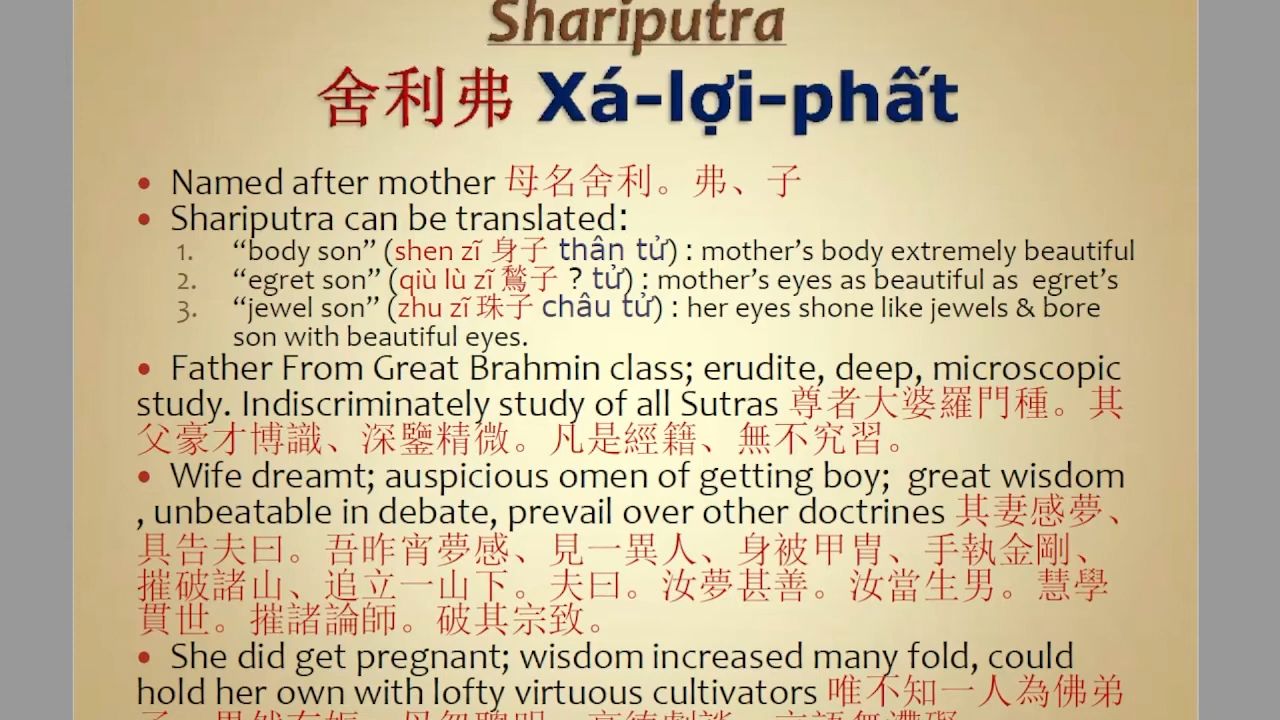 Shariputra
舍利弗 Xá-lợi-phất
• Named after mother 母名舍利。弗、子
• Shariputra can be translated:
1. “body son” (shen zĩ 身子 thân tử) : mother’s body extremely beautiful
2. “egret son” (qiù lù zĩ 鶖子 ? tử) : mother’s eyes as beautiful as egret’s
3. “jewel son” (zhu zĩ 珠子 châu tử) : her eyes shone like jewels & bore
son with beautiful eyes.
• Father From Great Brahmin class; erudite, deep, microscopic
study. Indiscriminately study of all Sutras 尊者大婆羅門種。其
父豪才博識、深鑒精微。凡是經籍、無不究習。
• Wife dreamt; auspicious omen of getting boy; great wisdom
, unbeatable in debate, prevail over other doctrines 其妻感夢、
具告夫曰。吾昨宵夢感、見一異人、身被甲冑、手執金剛、
摧破諸山、追立一山下。夫曰。汝夢甚善。汝當生男。慧學
貫世。摧諸論師。破其宗致。
• She did get pregnant; wisdom increased many fold, could
hold her own with lofty virtuous cultivators 唯不知一人為佛弟